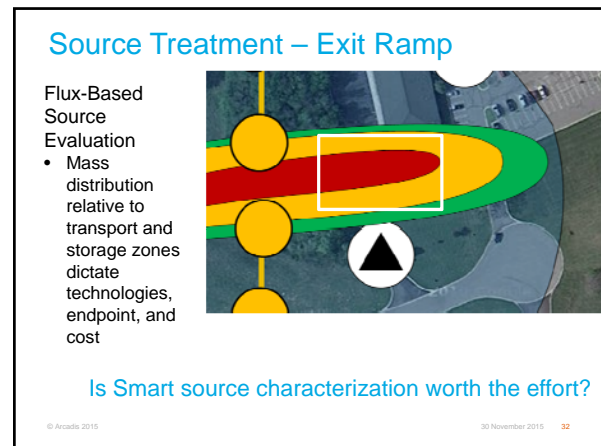 Source Treatment – Exit Ramp
Flux-Based
Source
Evaluation
• Mass
distribution
relative to
transport and
storage zones
dictate
technologies,
endpoint, and
cost
Is Smart source characterization worth the effort?
© Arcadis 2015
30 November 2015 32